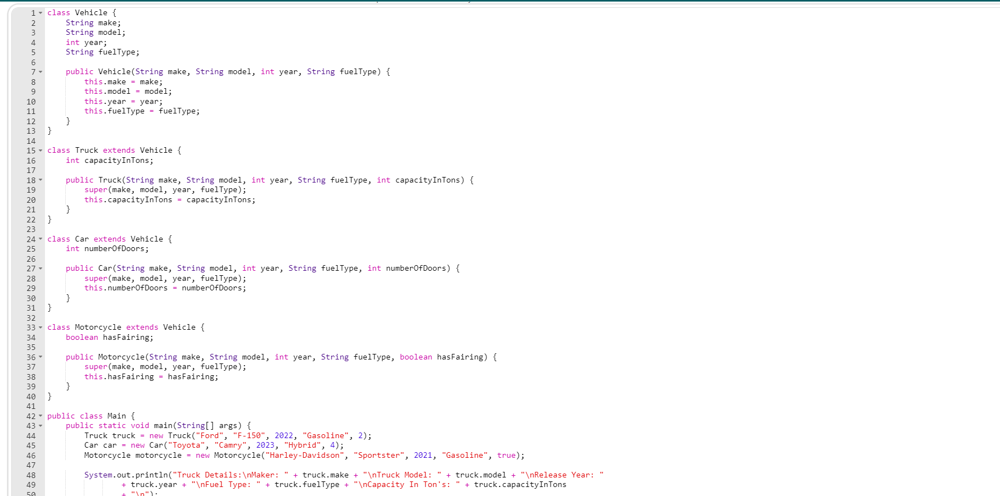 1 class Vehicle {
2 String make;
3 String model;
4 int year;
5 String fuelType;
6
7 public Vehicle(String make, String model, int year, String fuelType) {
8 this.make = make;
9 this.model = model;
10 this.year = year;
11 this.fuelType = fuelType;
12 }
13 }
14
15 class Truck extends Vehicle {
16 int capacityInTons;
17
18 public Truck(String make, String model, int year, String fuelType, int capacityInTons) {
19 super(make, model, year, fuelType);
20 this.capacityInTons = capacityInTons;
21 }
22 }
23
24 class Car extends Vehicle {
25 int numberOfDoors;
26
27 public Car(String make, String model, int year, String fuelType, int numberOfDoors) {
28 super(make, model, year, fuelType);
29 this.numberOfDoors = numberOfDoors;
30 }
31 }
32
33 class Motorcycle extends Vehicle {
34 boolean hasFairing;
35
36 public Motorcycle(String make, String model, int year, String fuelType, boolean hasFairing) {
37 super(make, model, year, fuelType);
38 this.hasFairing = hasFairing;
39 }
40 }
41
42 public class Main {
43 public static void main(String[] args) {
44 Truck truck = new Truck("Ford", "F-150", 2022, "Gasoline", 2);
45 Car car = new Car("Toyota", "Camry", 2023, "Hybrid", 4);
46 Motorcycle motorcycle = new Motorcycle("Harley-Davidson", "Sportster", 2021, "Gasoline", true);
47
48 System.out.println("Truck Details:\nMaker: " + truck.make + "\nTruck Model: " + truck.model + "\nRelease Year: "
49 + truck.year + "\nFuel Type: " + truck.fuelType + "\nCapacity In Ton's: " + truck.capacityInTons
50 + "\n");